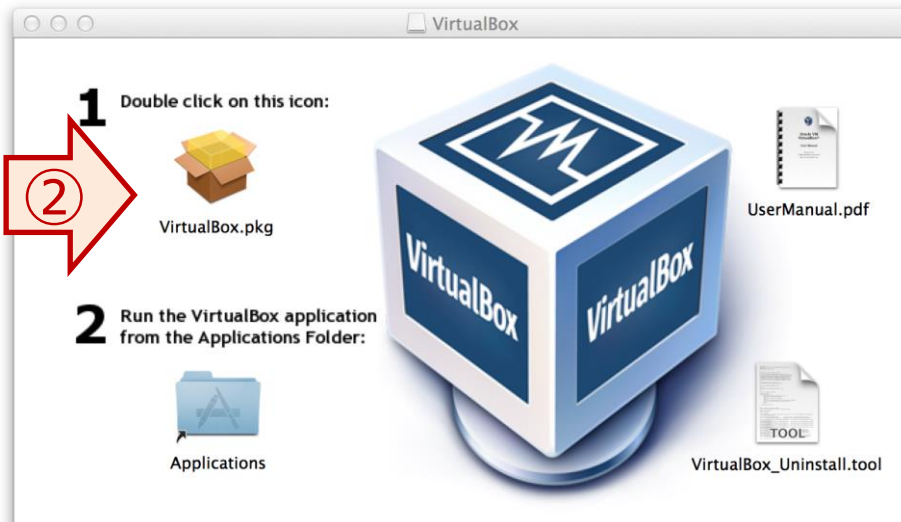 VirtualBox
1 Double click on this icon:
②
VirtualBox.pkg
UserManual.pdf
VirtualBox
VirtualBox
2 Run the VirtualBox application
from the Applications Folder:
TOOL
Applications
VirtualBox_Uninstall.tool